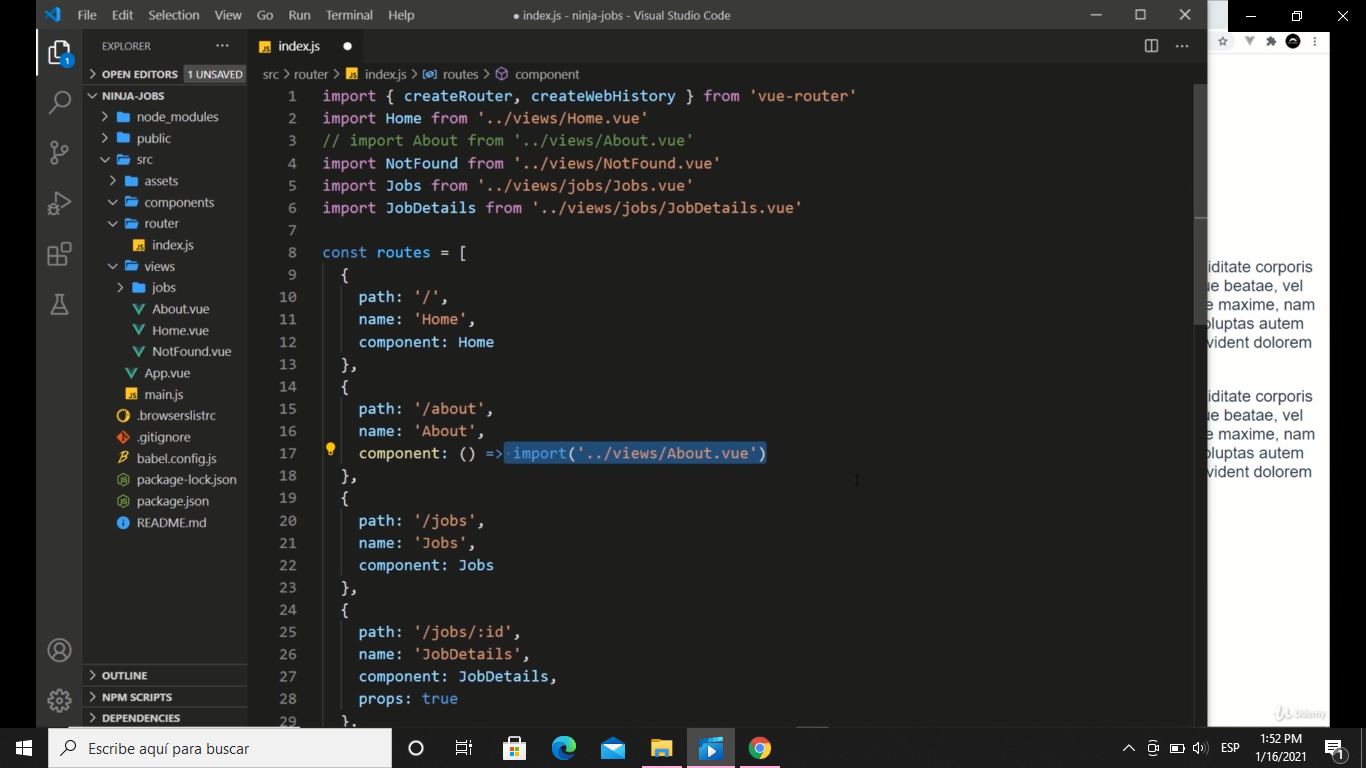 File Edit Selection View Go Run Terminal Help
● index.js - ninja-jobs - Visual Studio Code
EXPLORER
OPEN EDITORS 1 UNSAVED
NINJA-JOBS
node_modules
public
src
assets
components
router
index.js
views
jobs
About.vue
Home.vue
NotFound.vue
App.vue
main.js
.browserslistrc
.gitignore
babel.config.js
package-lock.json
package.json
README.md
OUTLINE
NPM SCRIPTS
DEPENDENCIES
1
index.js ●
src > router > index.js > routes > component
1 import { createRouter, createWebHistory } from 'vue-router'
2 import Home from '../views/Home.vue'
3 // import About from '../views/About.vue'
4 import NotFound from '../views/NotFound.vue'
5 import Jobs from '../views/jobs/Jobs.vue'
6 import JobDetails from '../views/jobs/JobDetails.vue'
7
8 const routes = [
9 {
10 path: '/',
11 name: 'Home',
12 component: Home
13 },
14 {
15 path: '/about',
16 name: 'About',
17 component: () => import('../views/About.vue')
18 },
19 {
20 path: '/jobs',
21 name: 'Jobs',
22 component: Jobs
23 },
24 {
25 path: '/jobs/:id',
26 name: 'JobDetails',
27 component: JobDetails,
28 props: true
29 },
iditate corporis
ue beatae, vel
e maxime, nam
oluptas autem
vident dolorem
iditate corporis
ue beatae, vel
e maxime, nam
oluptas autem
vident dolorem
Udemy
Escribe aquí para buscar
ESP
1:52 PM
1/16/2021
1